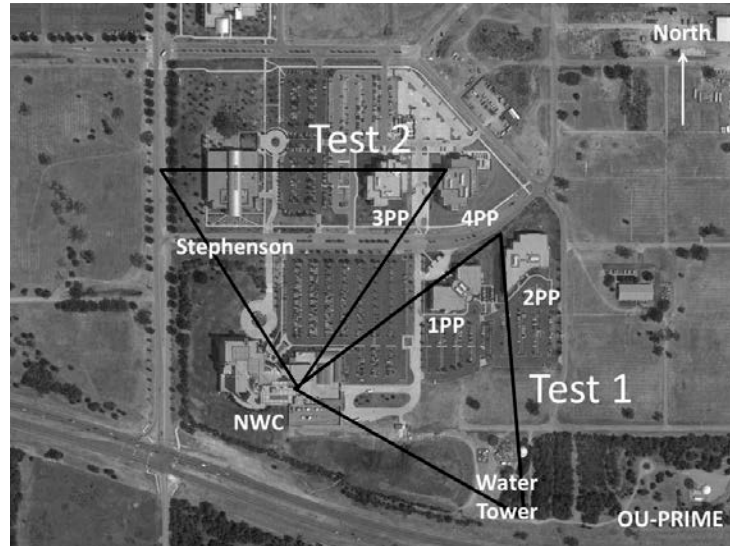 North
Test 2
3PP
4PP
Stephenson
2PP
1PP
Test 1
NWC
Water
Tower
OU-PRIME